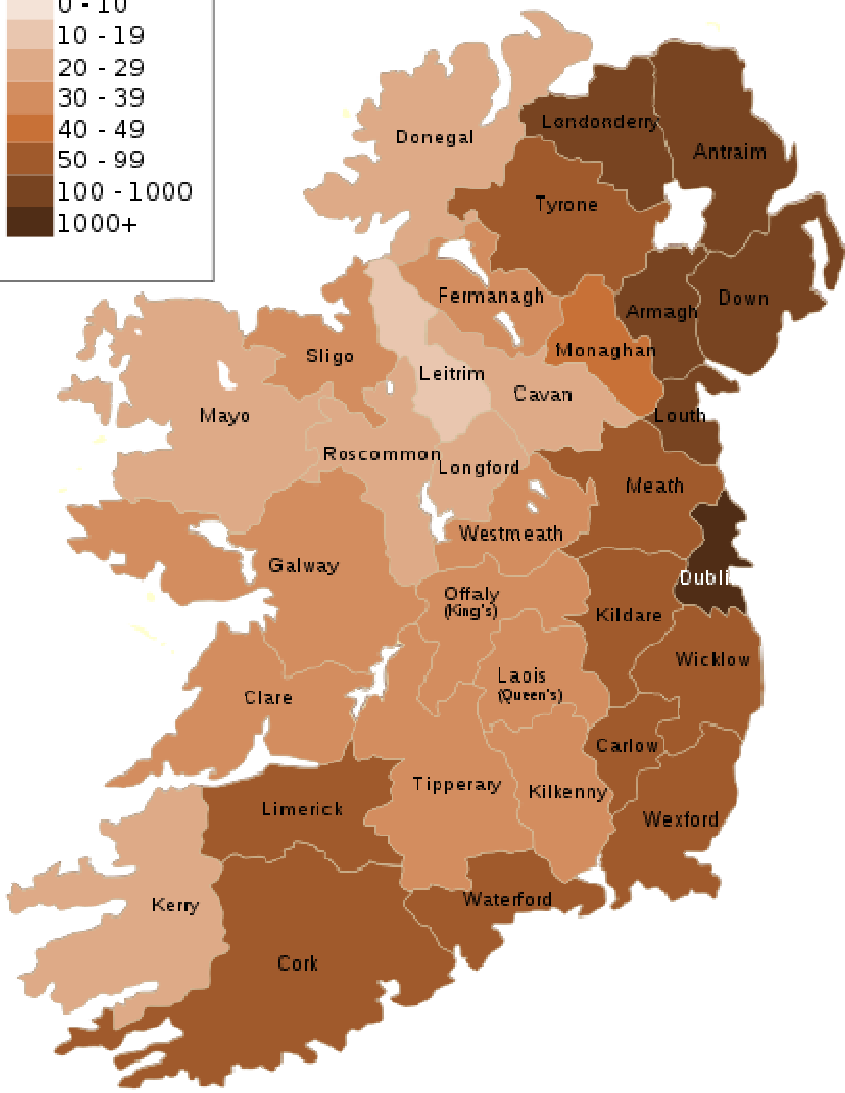 0 - 10
10 - 19
20 - 29
30 - 39
40 - 49
50 - 99
100 - 1000
1000+
Donegal
Londonderry
Antraim
Tyrone
Fermanagh
Armagh
Down
Monaghan
Sligo
Leitrim
Cavan
Louth
Mayo
Roscommon
Longford
Meath
Westmeath
Galway
Dubli
Offaly
(King's)
Kildare
Wicklow
Laois
(Queen's)
Clare
Carlow
Tipperary
Kilkenny
Limerick
Wexford
Waterford
Kerry
Cork